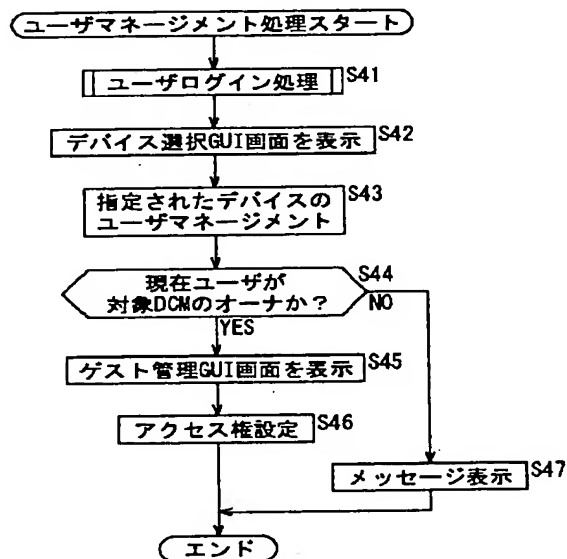 ユーザマネージメント処理スタート
ユーザログイン処理 S41
デバイス選択GUI画面を表示 S42
指定されたデバイスの S43
ユーザマネージメント
現在ユーザが S44
対象DCMのオーナか？ NO
YES
ゲスト管理GUI画面を表示 S45
アクセス権設定 S46
メッセージ表示 S47
エンド